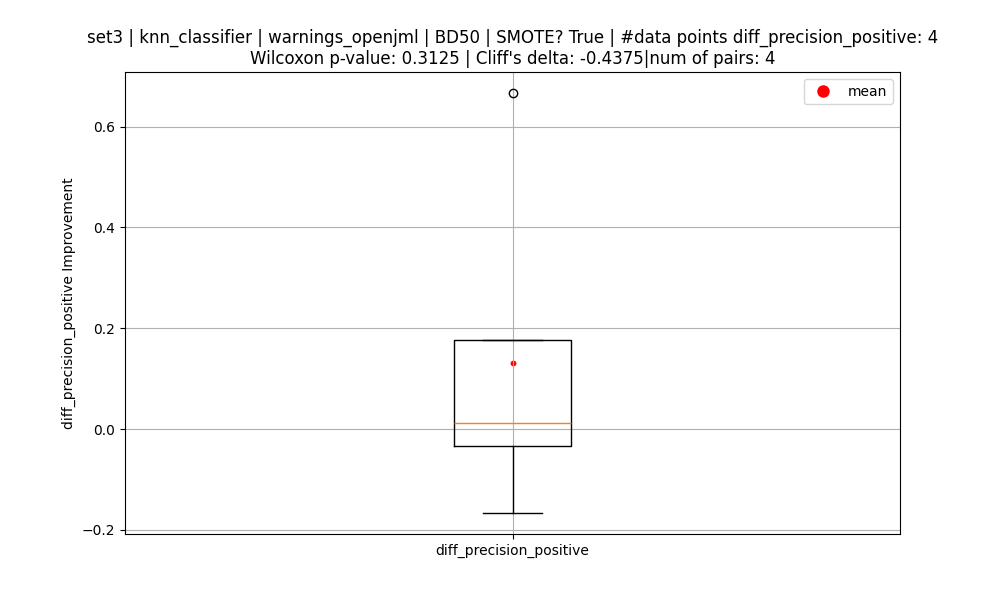 set3 | knn_classifier | warnings_openjml | BD50 | SMOTE? True | #data points diff_precision_positive: 4
Wilcoxon p-value: 0.3125 | Cliff's delta: -0.4375|num of pairs: 4
mean
0.6
0.4
0.2
0.0
−0.2
diff_precision_positive Improvement
diff_precision_positive